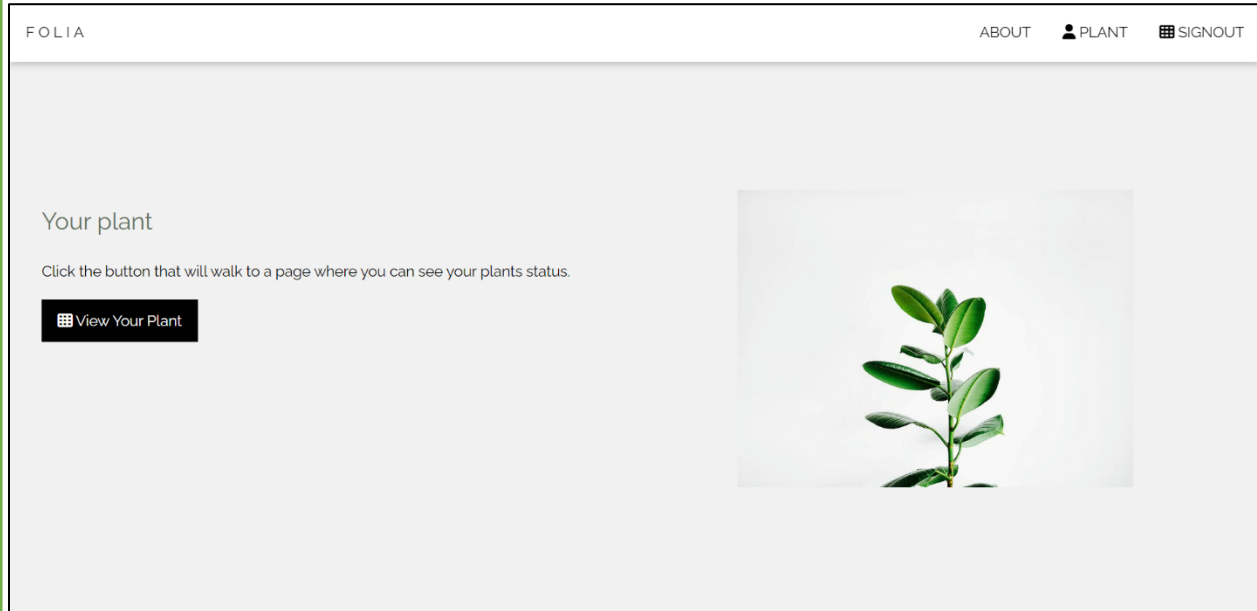 FOLIA
ABOUT PLANT SIGNOUT
Your plant
Click the button that will walk to a page where you can see your plants status.
View Your Plant